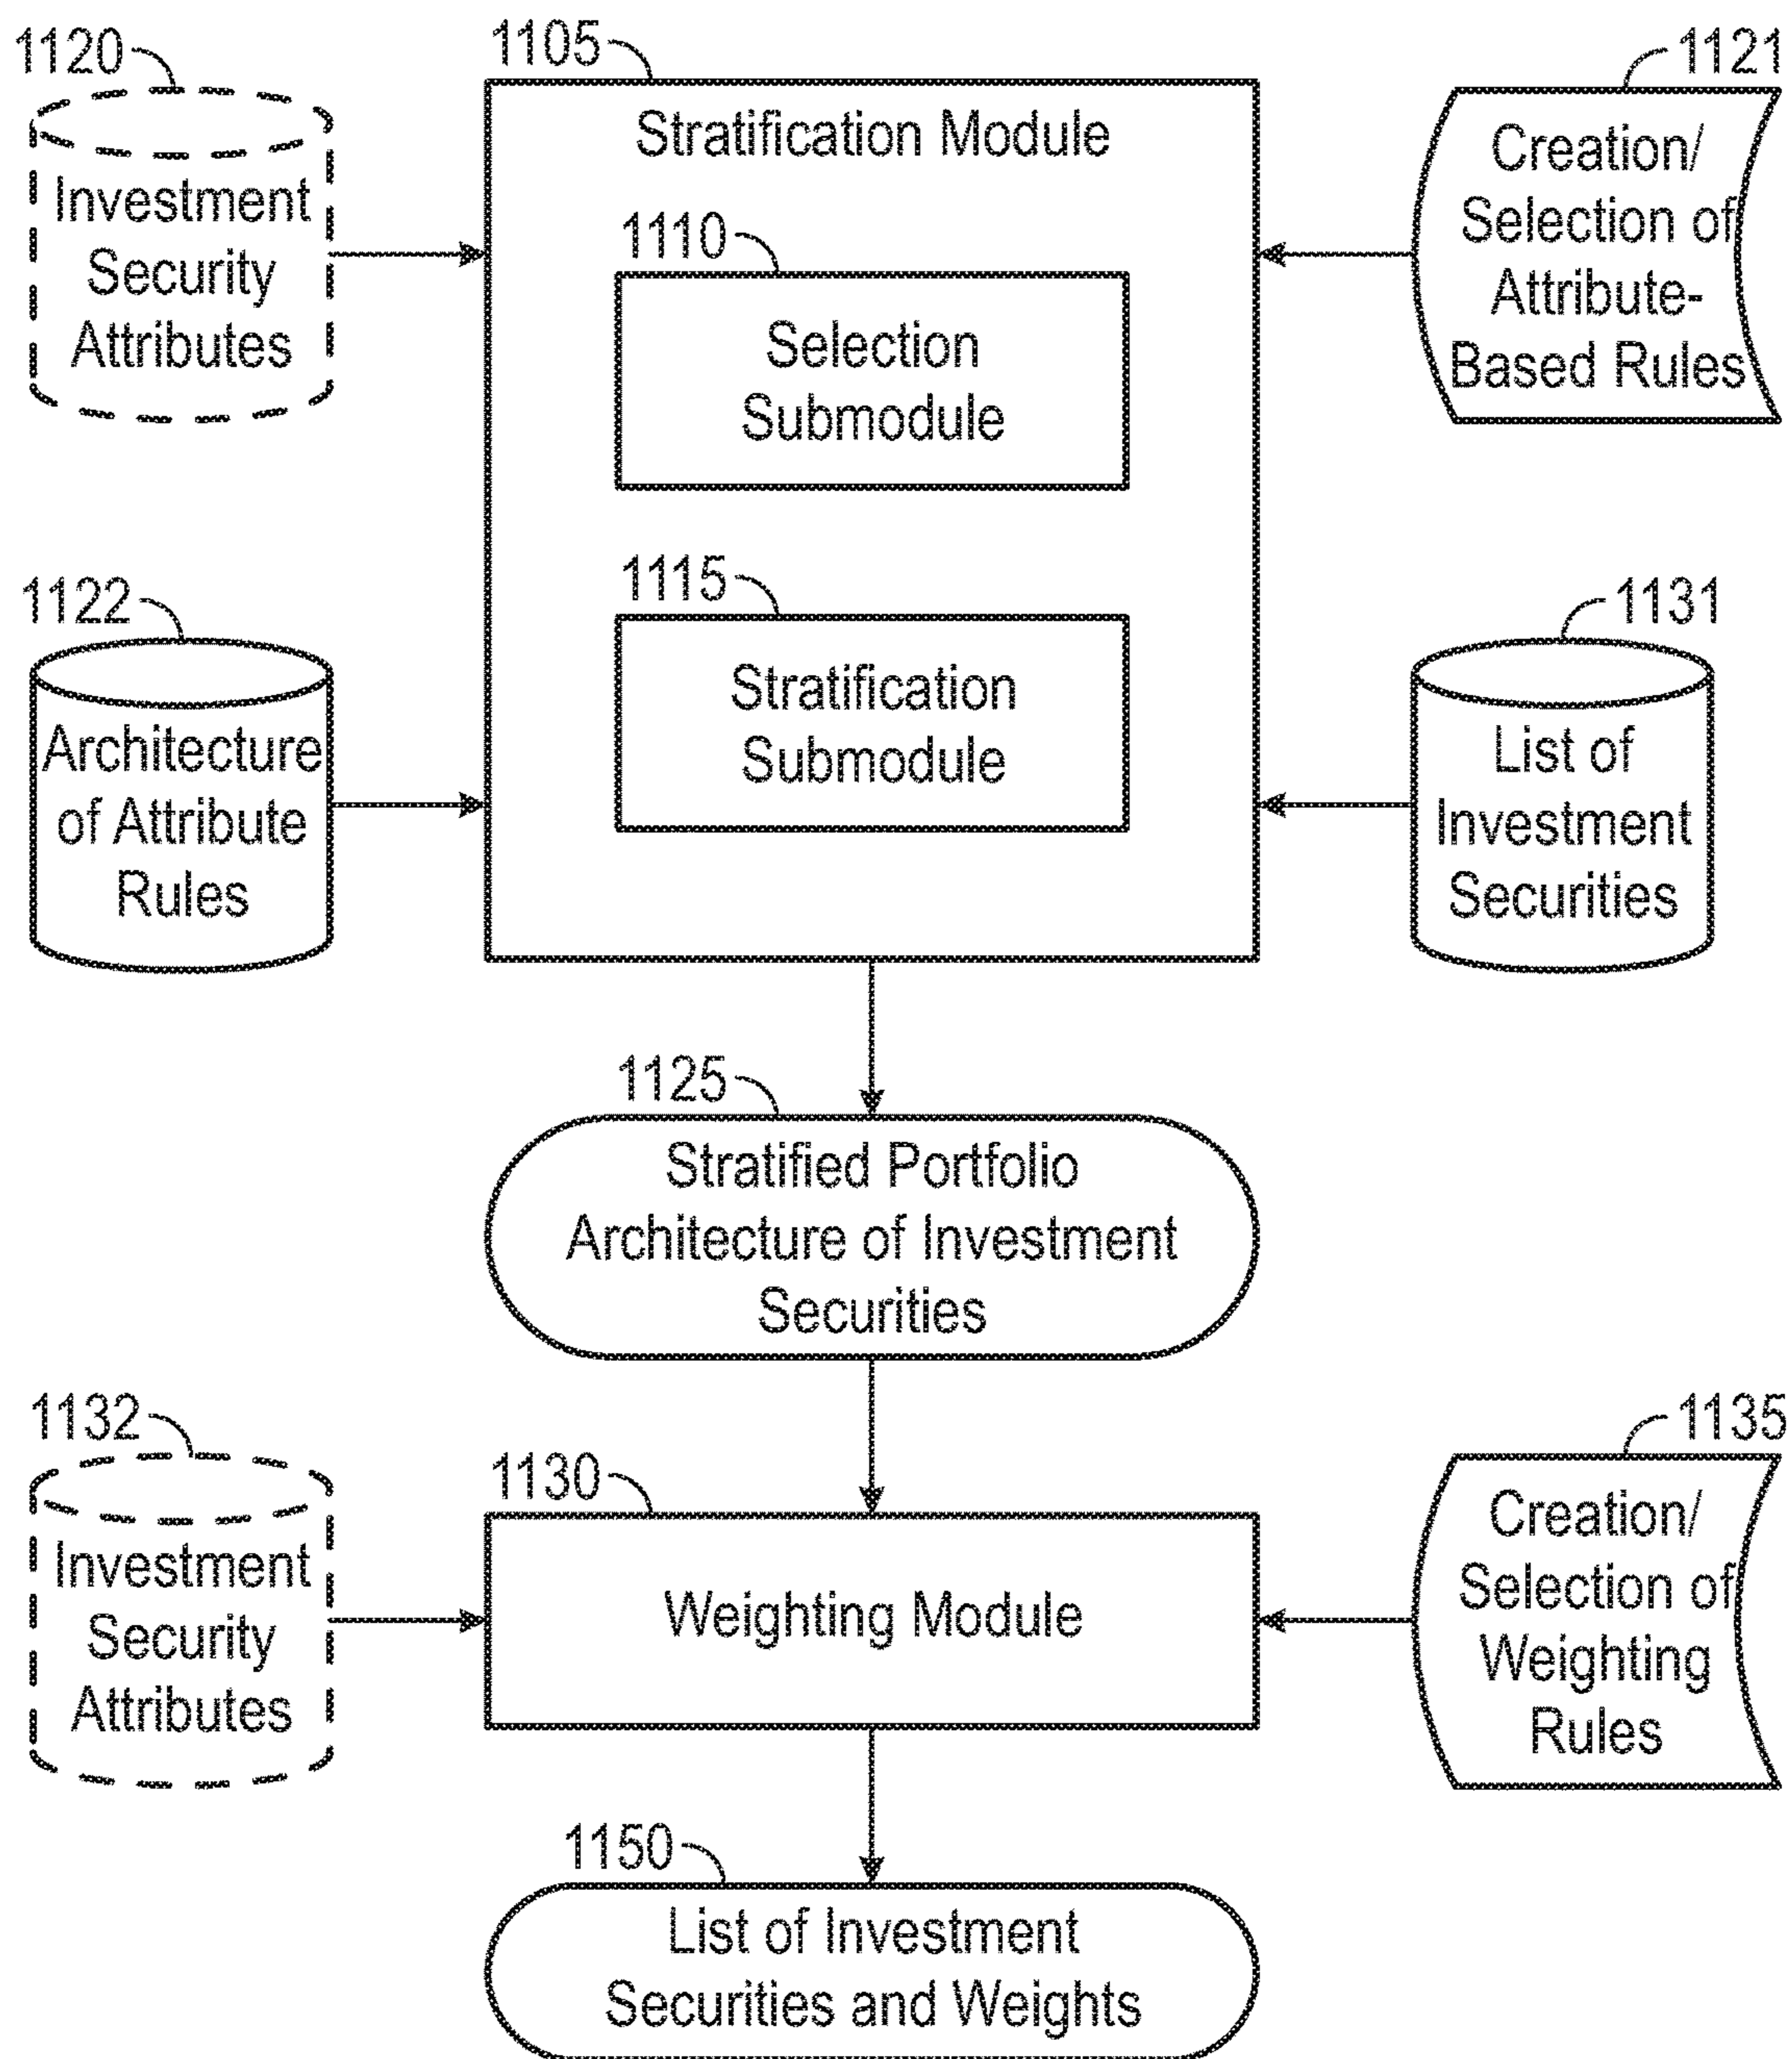 1120
1105
1121
Investment
Security
Attributes
Stratification Module
1110
Selection
Submodule
1115
Stratification
Submodule
Creation/
Selection of
Attribute-
Based Rules
1122
Architecture
of Attribute
Rules
1131
List of
Investment
Securities
1125
Stratified Portfolio
Architecture of Investment
Securities
1132
Investment
Security
Attributes
1130
Weighting Module
1135
Creation/
Selection of
Weighting
Rules
1150
List of Investment
Securities and Weights